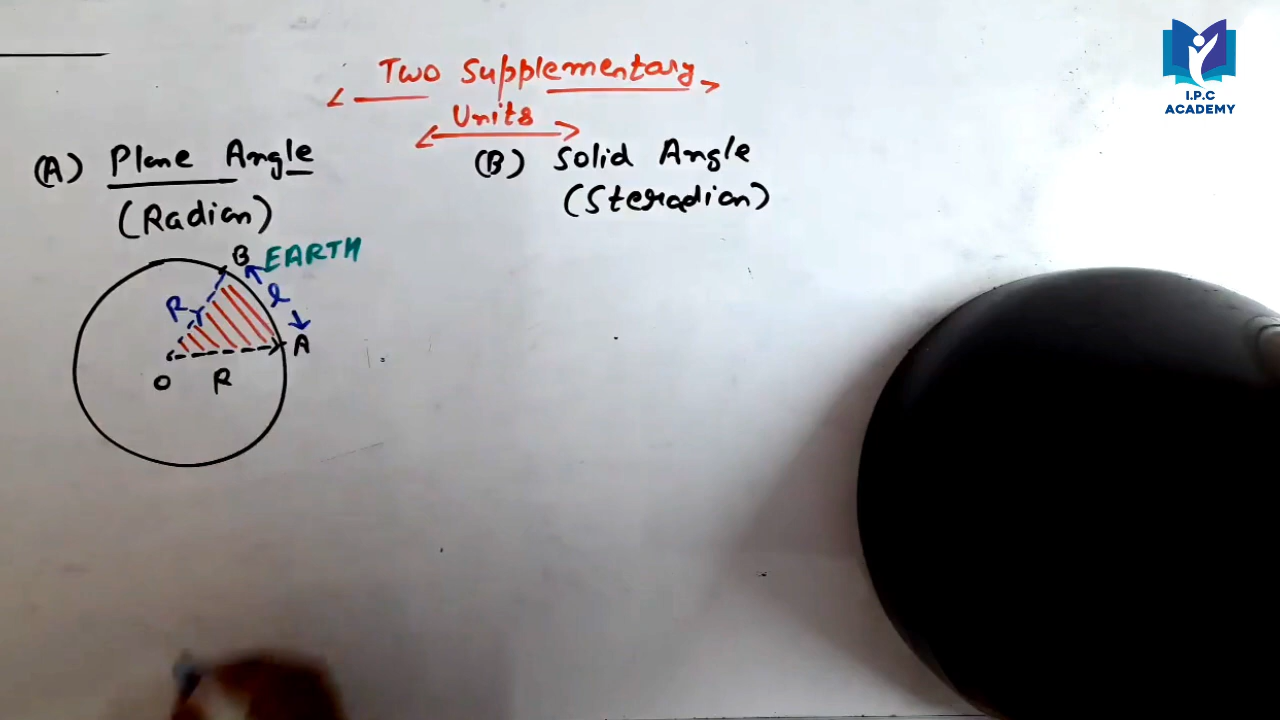 Two Supplementary
Units
(A) Plane Angle
(Radian)
(B) Solid Angle
(Steradian)
B
EARTH
R
l
A
O
R
I.P.C
ACADEMY